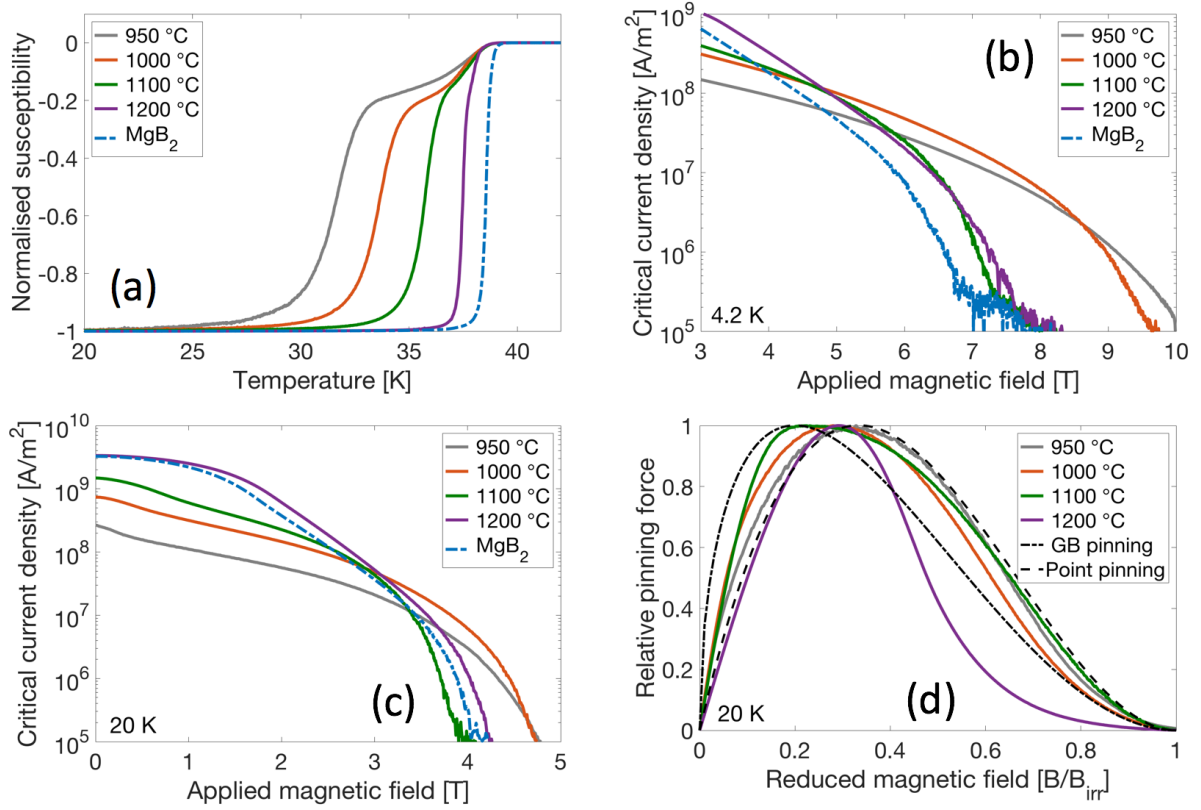 Normalised susceptibility
0
-0.2
-0.4
-0.6
-0.8
-1
950 °C
1000 °C
1100 °C
1200 °C
MgB2
(a)
20 25 30 35 40
Temperature [K]
Critical current density [A/m2]
10^9
10^8
10^7
10^6
10^5
950 °C
1000 °C
1100 °C
1200 °C
MgB2
(b)
4.2 K
3 4 5 6 7 8 9 10
Applied magnetic field [T]
Critical current density [A/m2]
10^10
10^9
10^8
10^7
10^6
10^5
950 °C
1000 °C
1100 °C
1200 °C
MgB2
(c)
20 K
0 1 2 3 4 5
Applied magnetic field [T]
Relative pinning force
1
0.8
0.6
0.4
0.2
0
950 °C
1000 °C
1100 °C
1200 °C
GB pinning
Point pinning
(d)
20 K
0 0.2 0.4 0.6 0.8 1
Reduced magnetic field [B/Birr]